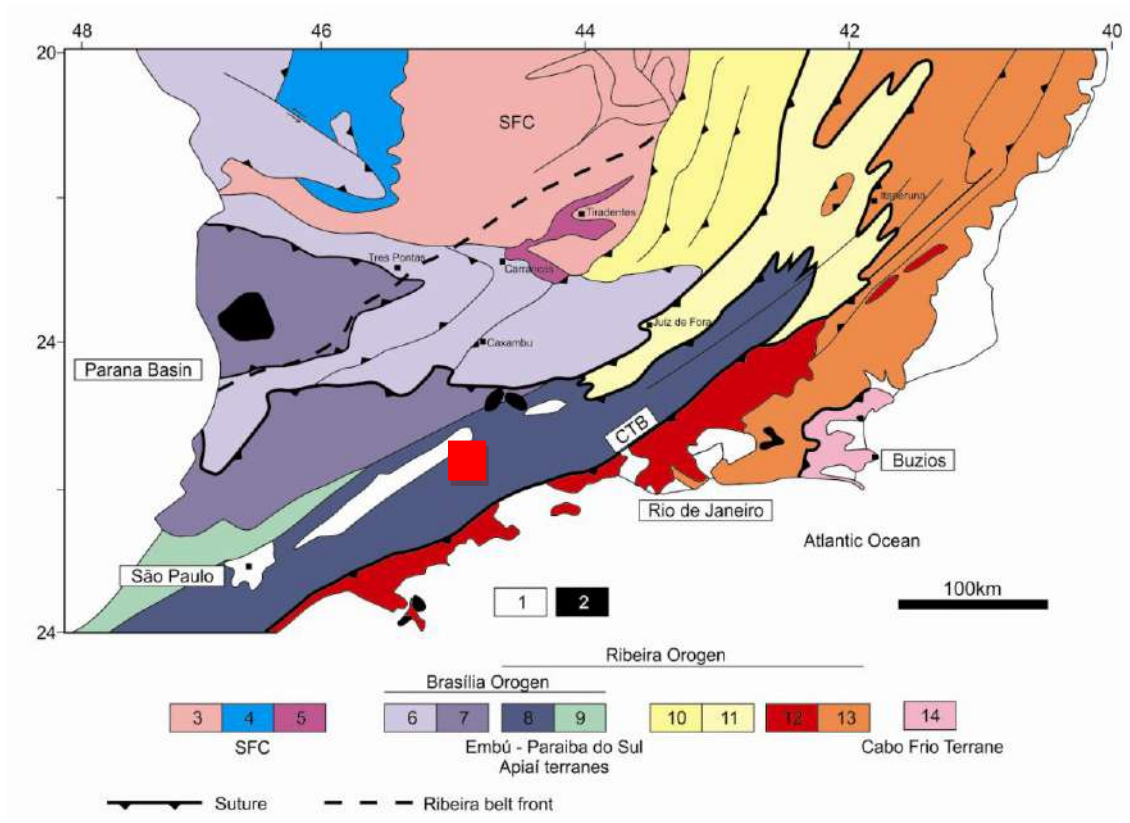 48 46 44 42 40
20
SFC
Tiradentes
Itaperuna
Tres Pontas
Carrancas
Juiz de Fora
24
Caxambu
Parana Basin
CTB
Buzios
Rio de Janeiro
Atlantic Ocean
São Paulo
100km
1 2
24
Ribeira Orogen
Brasília Orogen
3 4 5 6 7 8 9 10 11 12 13 14
SFC Embú - Paraiba do Sul Cabo Frio Terrane
Apiaí terranes
Suture Ribeira belt front